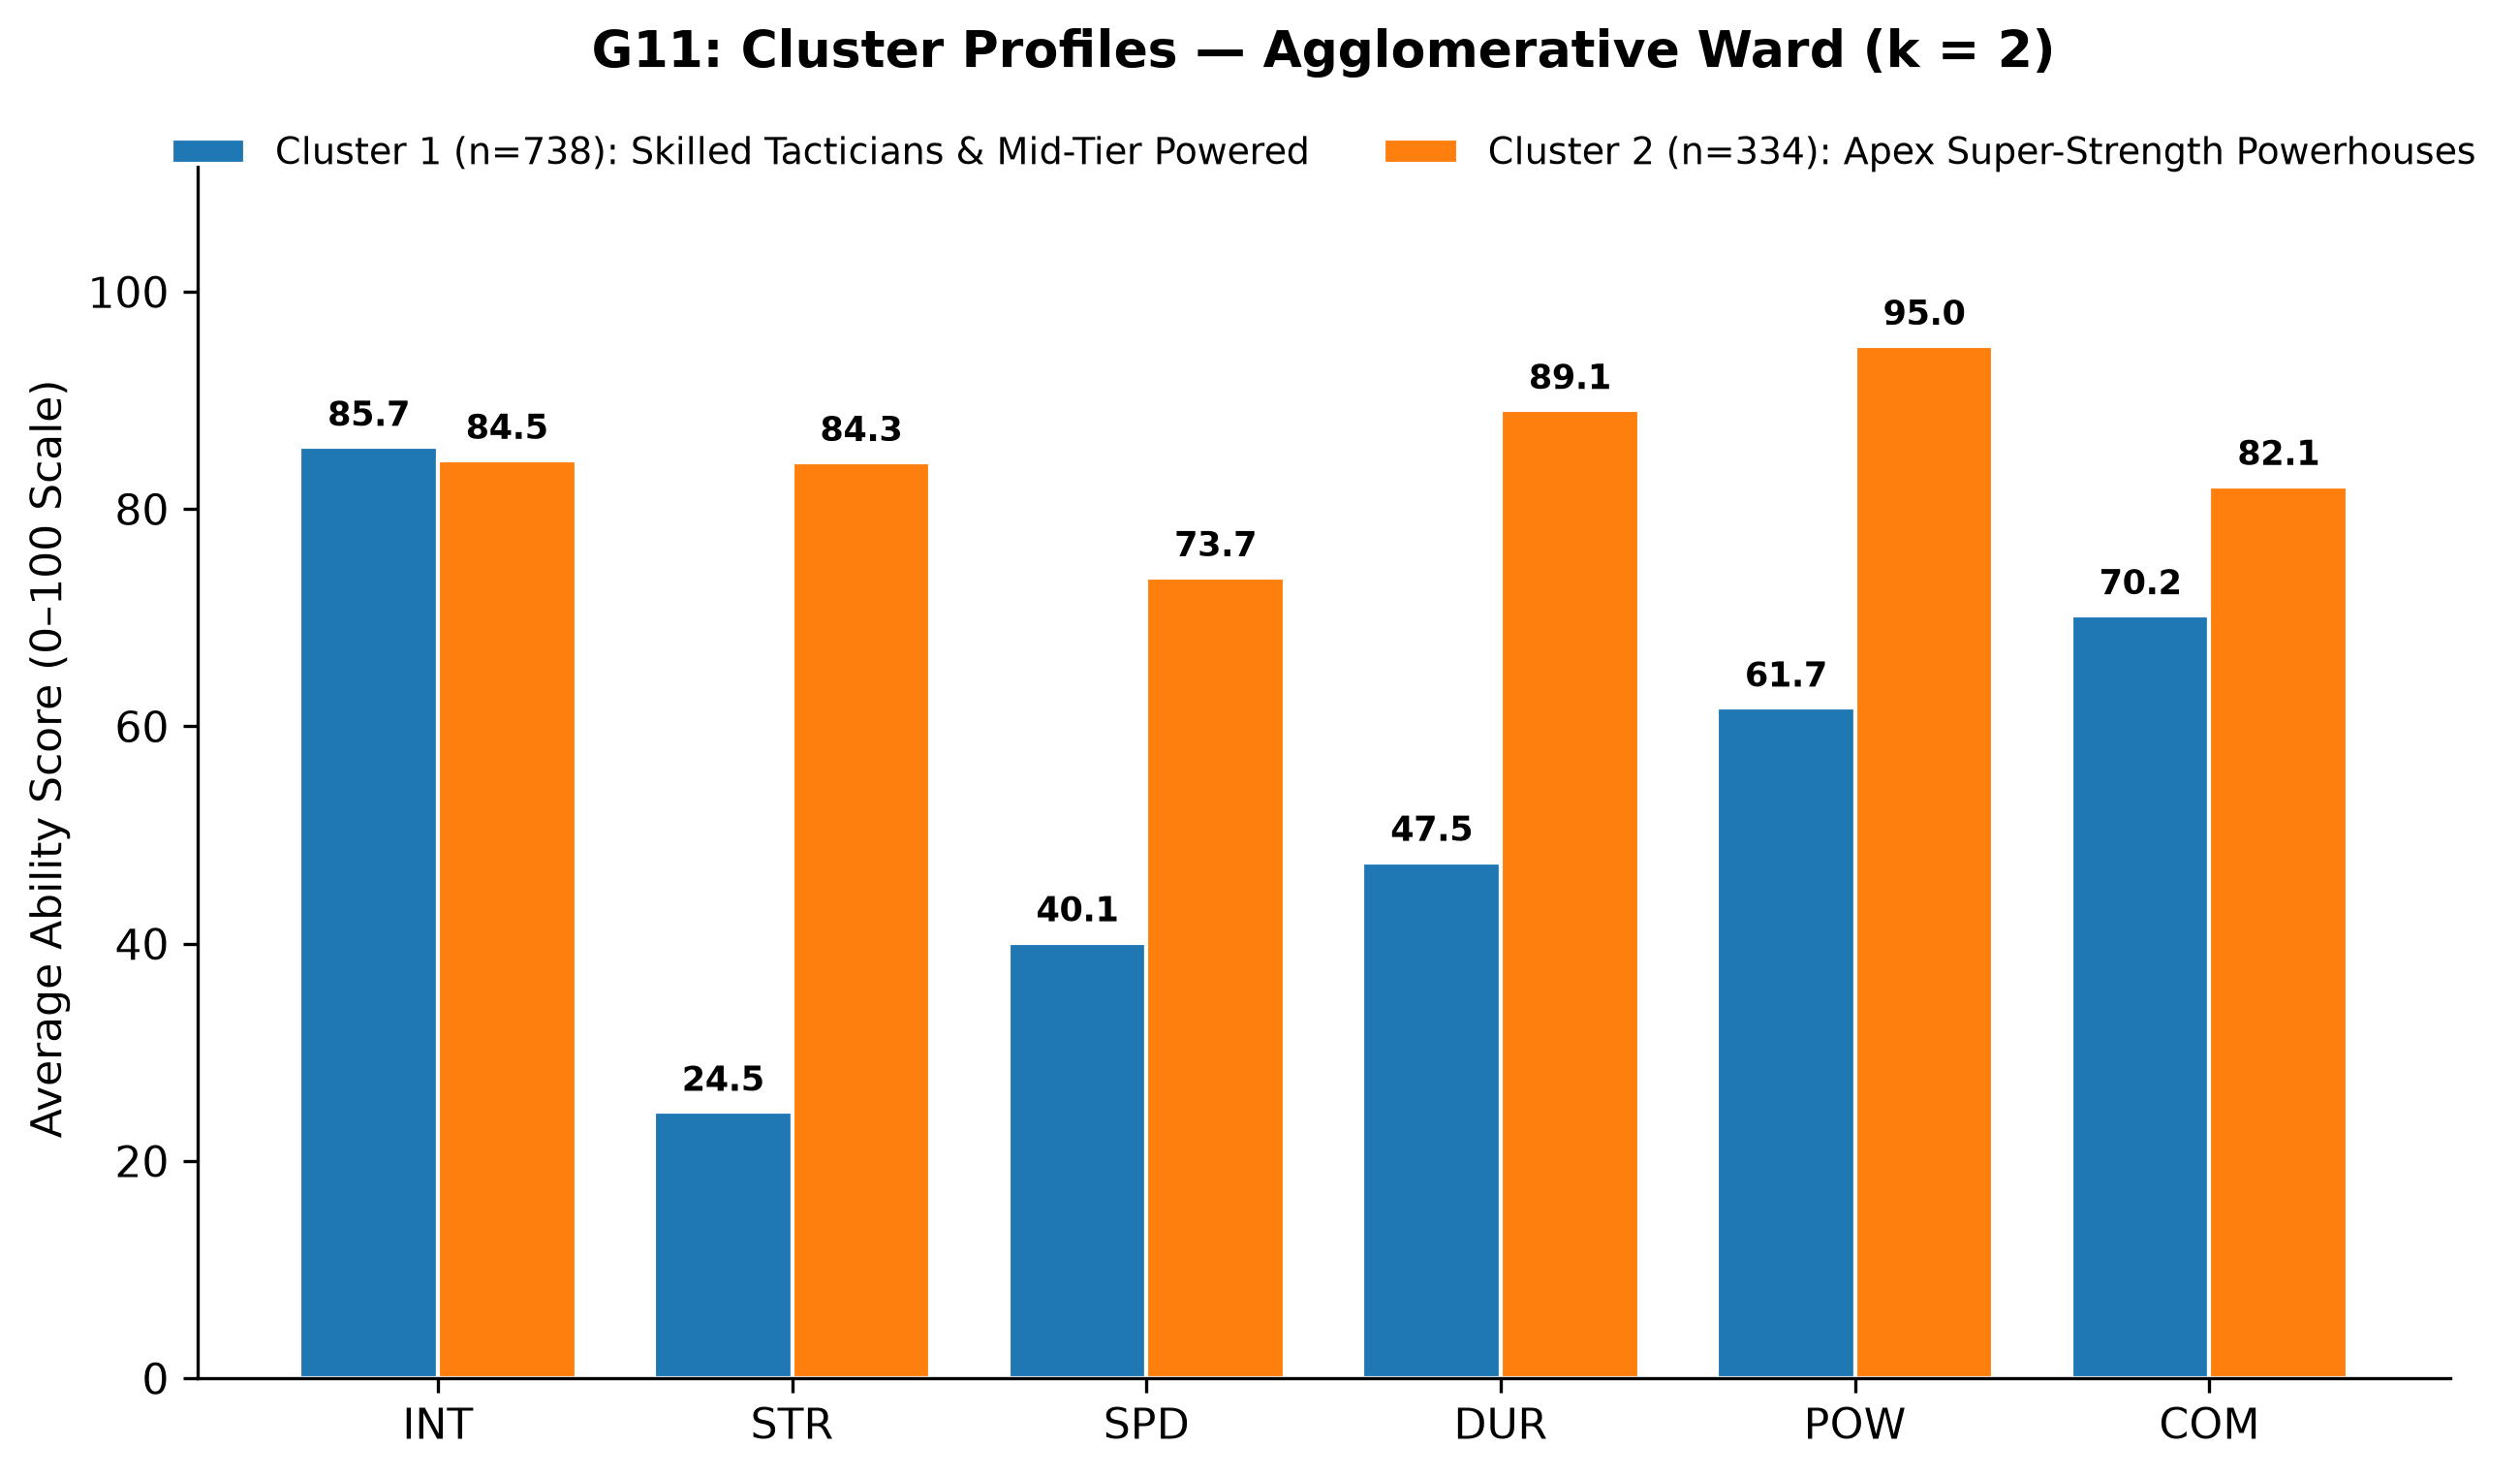 G11: Cluster Profiles — Agglomerative Ward (k = 2)
Cluster 1 (n=738): Skilled Tacticians & Mid-Tier Powered
Cluster 2 (n=334): Apex Super-Strength Powerhouses
Average Ability Score (0–100 Scale)
100
80
60
40
20
0
85.7
84.5
24.5
84.3
40.1
73.7
47.5
89.1
61.7
95.0
70.2
82.1
INT
STR
SPD
DUR
POW
COM